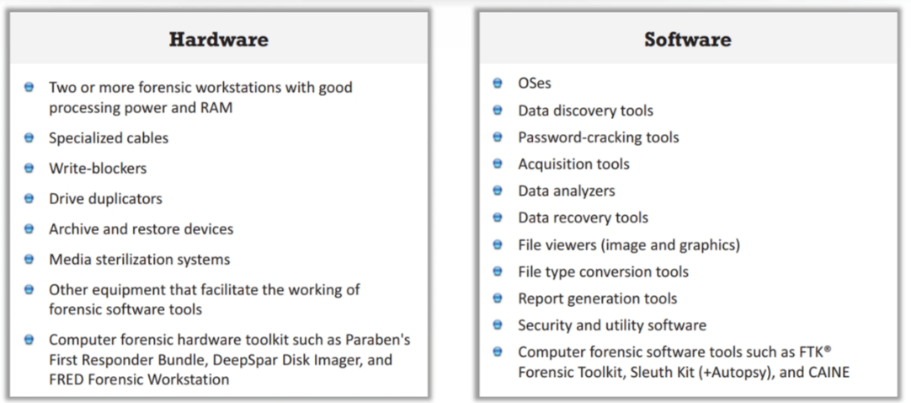 Hardware
Two or more forensic workstations with good
processing power and RAM
Specialized cables
Write-blockers
Drive duplicators
Archive and restore devices
Media sterilization systems
Other equipment that facilitate the working of
forensic software tools
Computer forensic hardware toolkit such as Paraben's
First Responder Bundle, DeepSpar Disk Imager, and
FRED Forensic Workstation
Software
OSes
Data discovery tools
Password-cracking tools
Acquisition tools
Data analyzers
Data recovery tools
File viewers (image and graphics)
File type conversion tools
Report generation tools
Security and utility software
Computer forensic software tools such as FTK®
Forensic Toolkit, Sleuth Kit (+Autopsy), and CAINE